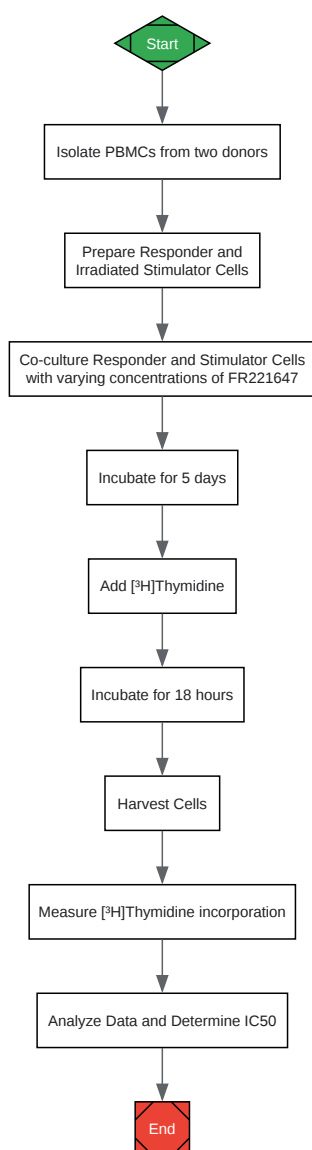 Start
Isolate PBMCs from two donors
Prepare Responder and
Irradiated Stimulator Cells
Co-culture Responder and Stimulator Cells
with varying concentrations of FR221647
Incubate for 5 days
Add [³H]Thymidine
Incubate for 18 hours
Harvest Cells
Measure [³H]Thymidine incorporation
Analyze Data and Determine IC50
End